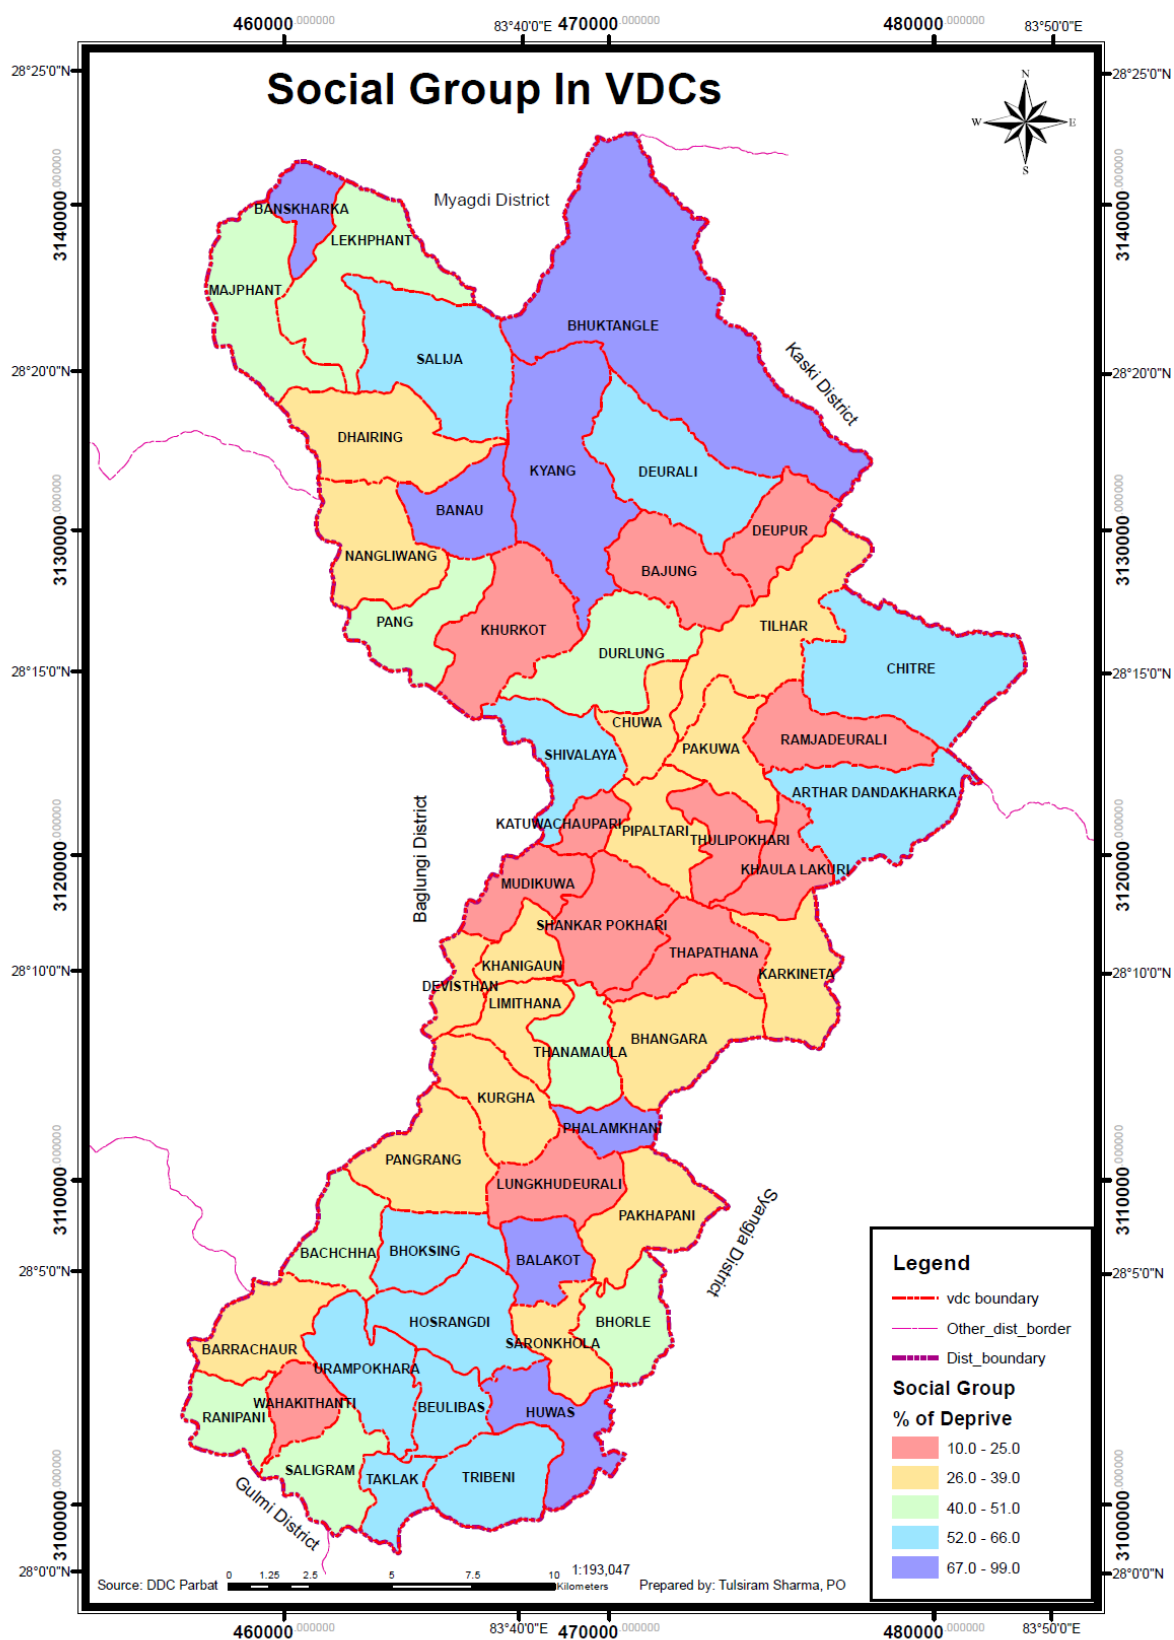 460000.000000 83°40'0"E 470000.000000 480000.000000 83°50'0"E
28°25'0"N 28°25'0"N
Social Group In VDCs
N
W E
S
3140000.000000 3140000.000000
Myagdi District
BANSKHARKA
LEKHPHANT
MAJPHANT
BHUKTANGLE
SALIJA
Kaski District
28°20'0"N 28°20'0"N
DHAIRING
KYANG
DEURALI
BANAU
DEUPUR
3130000.000000 3130000.000000
NANGLIWANG
BAJUNG
PANG
KHURKOT
TILHAR
DURLUNG
CHITRE
28°15'0"N 28°15'0"N
CHUWA
RAMJADEURALI
PAKUWA
SHIVALAYA
ARTHAR DANDAKHARKA
KATUWACHAUPARI
PIPALTARI
THULIPOKHARI
Baglungi District
3120000.000000 3120000.000000
KHAULA LAKURI
MUDIKUWA
SHANKAR POKHARI
THAPATHANA
KHANIGAUN
28°10'0"N 28°10'0"N
KARKINETA
DEVISTHAN
LIMITHANA
BHANGARA
THANAMAULA
KURGHA
PHALAMKHANI
PANGRANG
LUNGKHUDEURALI
3110000.000000 3110000.000000
PAKHAPANI
Syangja District
BACHCHHA
BHOKSING
BALAKOT
28°5'0"N 28°5'0"N
HOSRANGDI
BHORLE
SARONKHOLA
BARRACHAUR
URAMPOKHARA
WAHAKITHANTI
BEULIBAS
HUWAS
RANIPANI
SALIGRAM
TAKLAK
TRIBENI
Gulmi District
3100000.000000 3100000.000000
Legend
vdc boundary
Other_dist_border
Dist_boundary
Social Group
% of Deprive
10.0 - 25.0
26.0 - 39.0
40.0 - 51.0
52.0 - 66.0
67.0 - 99.0
28°0'0"N 28°0'0"N
1:193,047
Source: DDC Parbat 0 1.25 2.5 5 7.5 10 Kilometers Prepared by: Tulsiram Sharma, PO
460000.000000 83°40'0"E 470000.000000 480000.000000 83°50'0"E